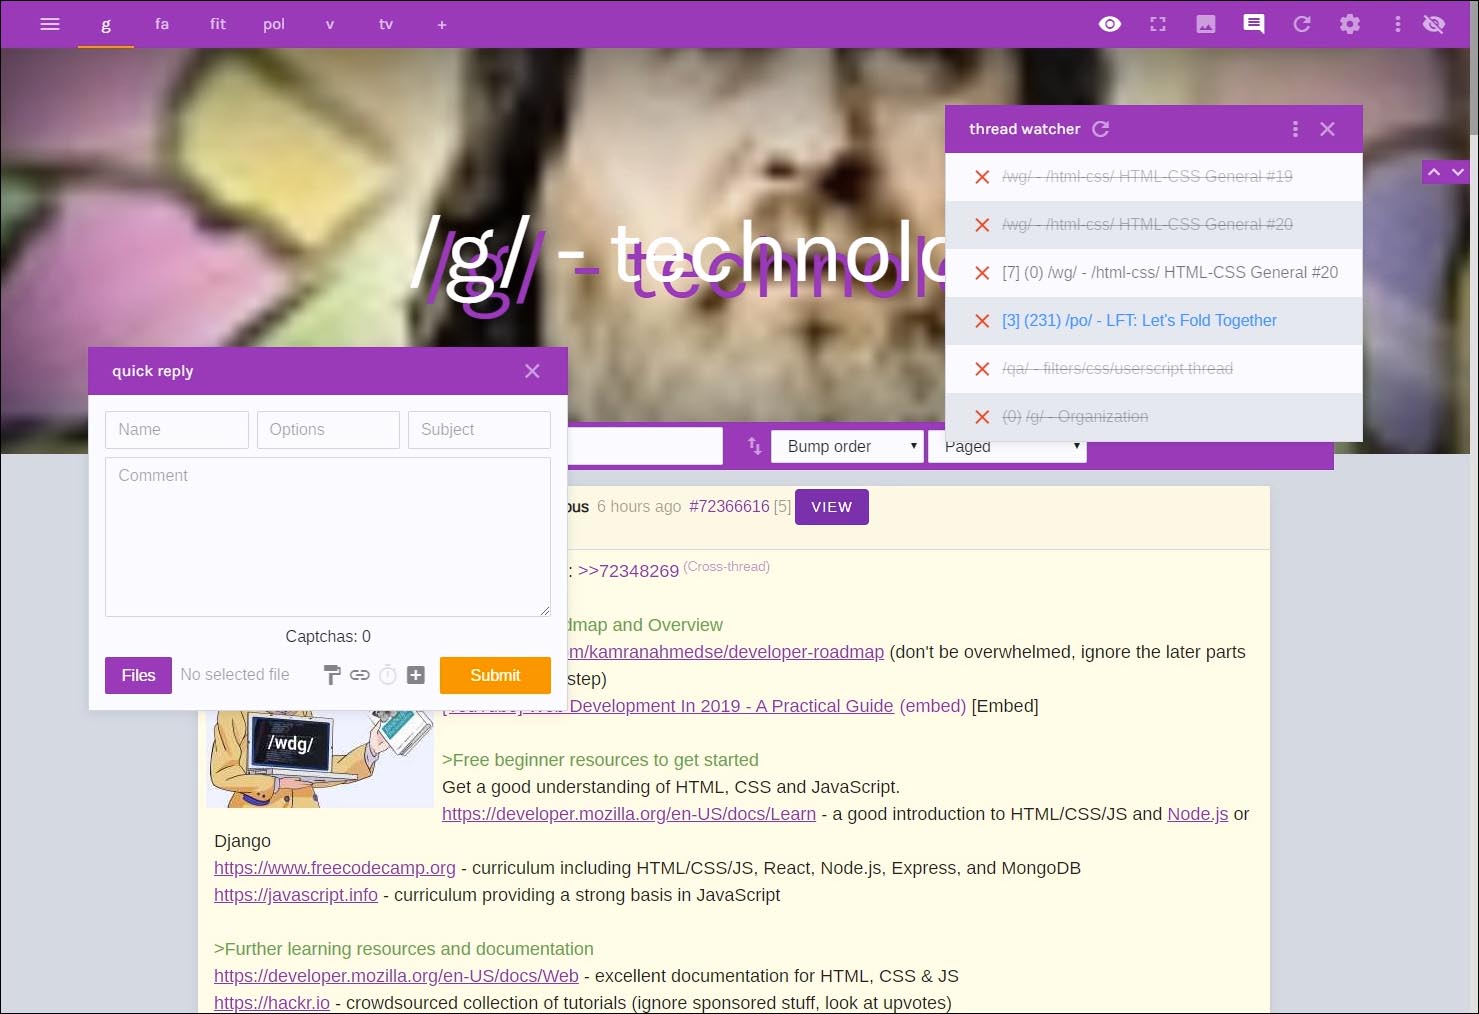 g fa fit pol v tv +
/g/ - technolo
thread watcher
/wg/ - /html-css/ HTML-CSS General #19
/wg/ - /html-css/ HTML-CSS General #20
[7] (0) /wg/ - /html-css/ HTML-CSS General #20
[3] (231) /po/ - LFT: Let's Fold Together
/qa/ - filters/css/userscript thread
(0) /g/ - Organization
quick reply
Name Options Subject
Comment
Captchas: 0
Files No selected file Submit
Bump order Paged
ous 6 hours ago #72366616 [5] VIEW
: >>72348269 (Cross-thread)
dmap and Overview
m/kamranahmedse/developer-roadmap (don't be overwhelmed, ignore the later parts
step)
Development In 2019 - A Practical Guide (embed) [Embed]
/wdg/
>Free beginner resources to get started
Get a good understanding of HTML, CSS and JavaScript.
https://developer.mozilla.org/en-US/docs/Learn - a good introduction to HTML/CSS/JS and Node.js or
Django
https://www.freecodecamp.org - curriculum including HTML/CSS/JS, React, Node.js, Express, and MongoDB
https://javascript.info - curriculum providing a strong basis in JavaScript
>Further learning resources and documentation
https://developer.mozilla.org/en-US/docs/Web - excellent documentation for HTML, CSS & JS
https://hackr.io - crowdsourced collection of tutorials (ignore sponsored stuff, look at upvotes)